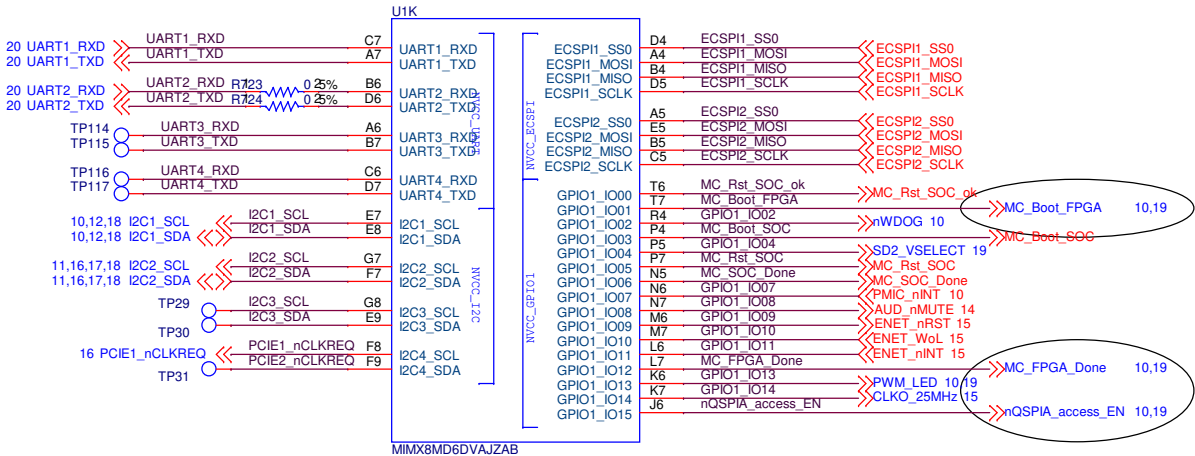 U1K
20 UART1_RXD UART1_RXD C7 UART1_RXD ECSPI1_SS0 D4 ECSPI1_SS0 ECSPI1_SS0
20 UART1_TXD UART1_TXD A7 UART1_TXD ECSPI1_MOSI A4 ECSPI1_MOSI ECSPI1_MOSI
ECSPI1_MISO B4 ECSPI1_MISO ECSPI1_MISO
20 UART2_RXD UART2_RXD R723 0 5% B6 UART2_RXD ECSPI1_SCLK D5 ECSPI1_SCLK ECSPI1_SCLK
20 UART2_TXD UART2_TXD R724 0 5% D6 UART2_TXD
NVCC_UART NVCC_ECSPI
ECSPI2_SS0 A5 ECSPI2_SS0 ECSPI2_SS0
TP114 UART3_RXD A6 UART3_RXD ECSPI2_MOSI E5 ECSPI2_MOSI ECSPI2_MOSI
TP115 UART3_TXD B7 UART3_TXD ECSPI2_MISO B5 ECSPI2_MISO ECSPI2_MISO
ECSPI2_SCLK C5 ECSPI2_SCLK ECSPI2_SCLK
TP116 UART4_RXD C6 UART4_RXD
TP117 UART4_TXD D7 UART4_TXD GPIO1_IO00 T6 MC_Rst_SOC_ok MC_Rst_SOC_ok
GPIO1_IO01 T7 MC_Boot_FPGA MC_Boot_FPGA 10,19
10,12,18 I2C1_SCL I2C1_SCL E7 I2C1_SCL GPIO1_IO02 R4 GPIO1_IO02 nWDOG 10
10,12,18 I2C1_SDA I2C1_SDA E8 I2C1_SDA GPIO1_IO03 P4 MC_Boot_SOC MC_Boot_SOC
GPIO1_IO04 P5 GPIO1_IO04 SD2_VSELECT 19
11,16,17,18 I2C2_SCL I2C2_SCL G7 I2C2_SCL GPIO1_IO05 P7 MC_Rst_SOC MC_Rst_SOC
11,16,17,18 I2C2_SDA I2C2_SDA F7 I2C2_SDA GPIO1_IO06 N5 MC_SOC_Done MC_SOC_Done
NVCC_I2C NVCC_GPIO1
GPIO1_IO07 N6 GPIO1_IO07 PMIC_nINT 10
TP29 I2C3_SCL G8 I2C3_SCL GPIO1_IO08 N7 GPIO1_IO08 AUD_nMUTE 14
TP30 I2C3_SDA E9 I2C3_SDA GPIO1_IO09 M6 GPIO1_IO09 ENET_nRST 15
GPIO1_IO10 M7 GPIO1_IO10 ENET_WoL 15
16 PCIE1_nCLKREQ PCIE1_nCLKREQ F8 I2C4_SCL GPIO1_IO11 L6 GPIO1_IO11 ENET_nINT 15
TP31 PCIE2_nCLKREQ F9 I2C4_SDA GPIO1_IO12 L7 MC_FPGA_Done MC_FPGA_Done 10,19
GPIO1_IO13 K6 GPIO1_IO13 PWM_LED 10,19
GPIO1_IO14 K7 GPIO1_IO14 CLKO_25MHz 15
GPIO1_IO15 J6 nQSPIA_access_EN nQSPIA_access_EN 10,19
MIMX8MD6DVAJZAB